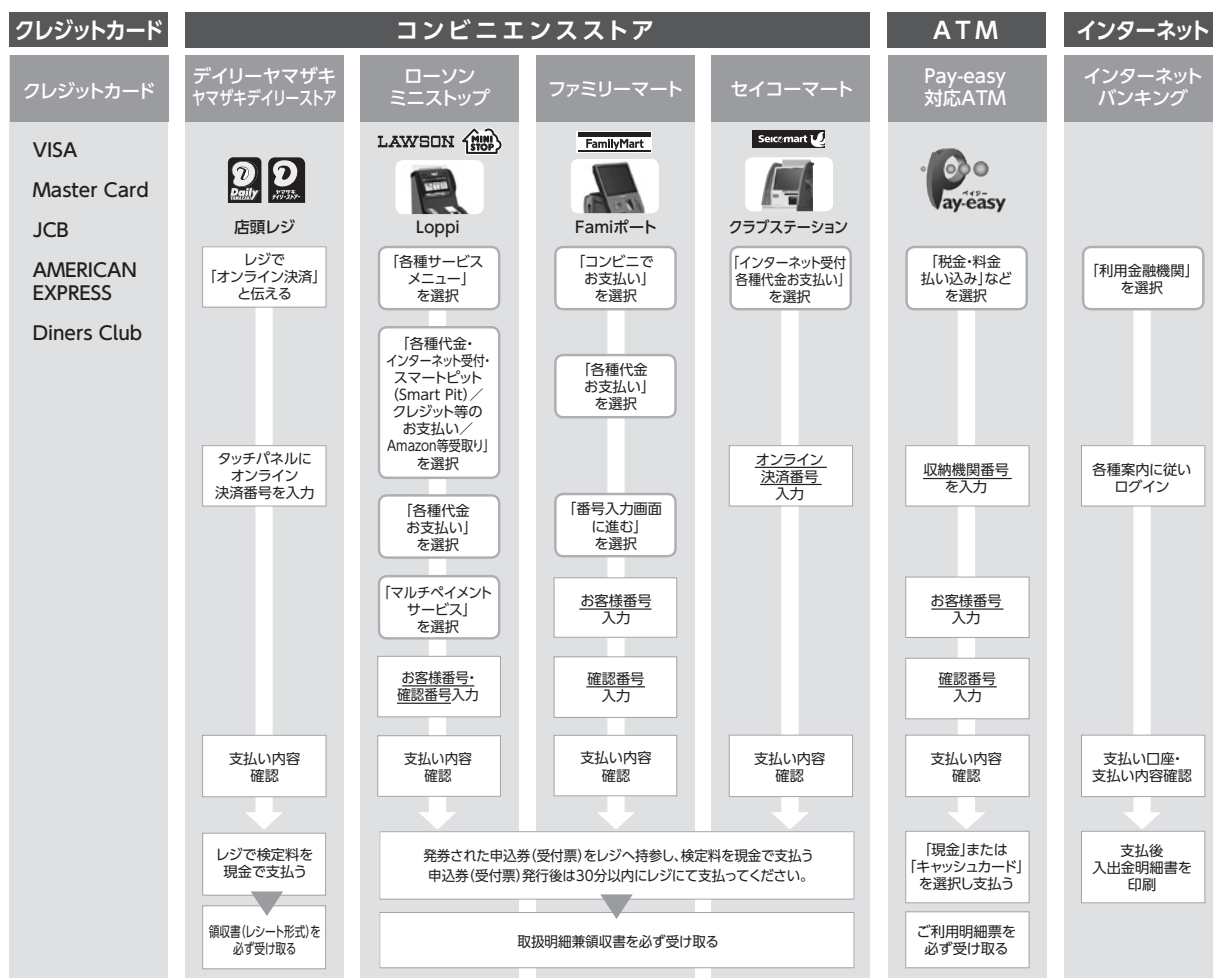 クレジットカード
コンビニエンスストア
ATM
インターネット
クレジットカード
デイリーヤマザキ
ヤマザキデイリーストア
ローソン
ミニストップ
ファミリーマート
セイコーマート
Pay-easy
対応ATM
インターネット
バンキング
VISA
Master Card
JCB
AMERICAN
EXPRESS
Diners Club
Daily
YAMAZAKI
ヤマザキ
デイリーストアー
店頭レジ
レジで
「オンライン決済」
と伝える
タッチパネルに
オンライン
決済番号を入力
支払い内容
確認
レジで検定料を
現金で支払う
領収書(レシート形式)を
必ず受け取る
LAWSON
MINI
STOP
Loppi
「各種サービス
メニュー」
を選択
「各種代金・
インターネット受付・
スマートピット
(Smart Pit)/
クレジット等の
お支払い/
Amazon等受取り」
を選択
「各種代金
お支払い」
を選択
「マルチペイメント
サービス」
を選択
お客様番号・
確認番号入力
支払い内容
確認
FamilyMart
Famiポート
「コンビニで
お支払い」
を選択
「各種代金
お支払い」
を選択
「番号入力画面
に進む」
を選択
お客様番号
入力
確認番号
入力
支払い内容
確認
Seicomart
クラブステーション
「インターネット受付
各種代金お支払い」
を選択
オンライン
決済番号
入力
支払い内容
確認
発券された申込券(受付票)をレジへ持参し、検定料を現金で支払う
申込券(受付票)発行後は30分以内にレジにて支払ってください。
取扱明細兼領収書を必ず受け取る
ペイジー
Pay-easy
「税金・料金
払い込み」など
を選択
収納機関番号
を入力
お客様番号
入力
確認番号
入力
支払い内容
確認
「現金」または
「キャッシュカード」
を選択し支払う
ご利用明細票を
必ず受け取る
「利用金融機関」
を選択
各種案内に従い
ログイン
支払い口座・
支払い内容確認
支払後
入出金明細書を
印刷